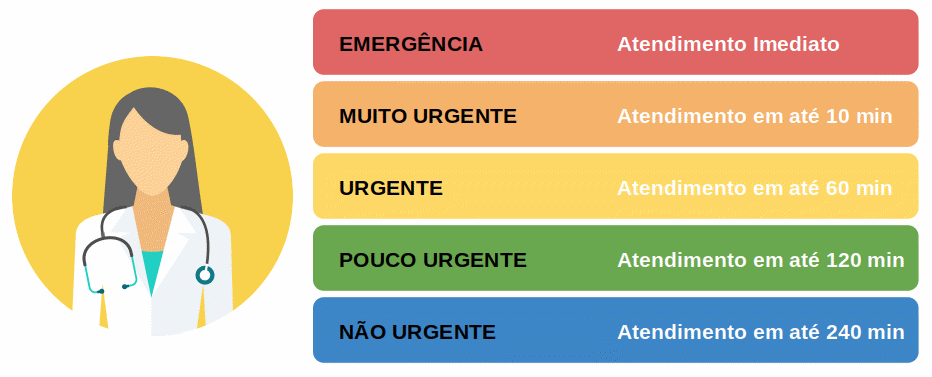 EMERGÊNCIA Atendimento Imediato
MUITO URGENTE Atendimento em até 10 min
URGENTE Atendimento em até 60 min
POUCO URGENTE Atendimento em até 120 min
NÃO URGENTE Atendimento em até 240 min